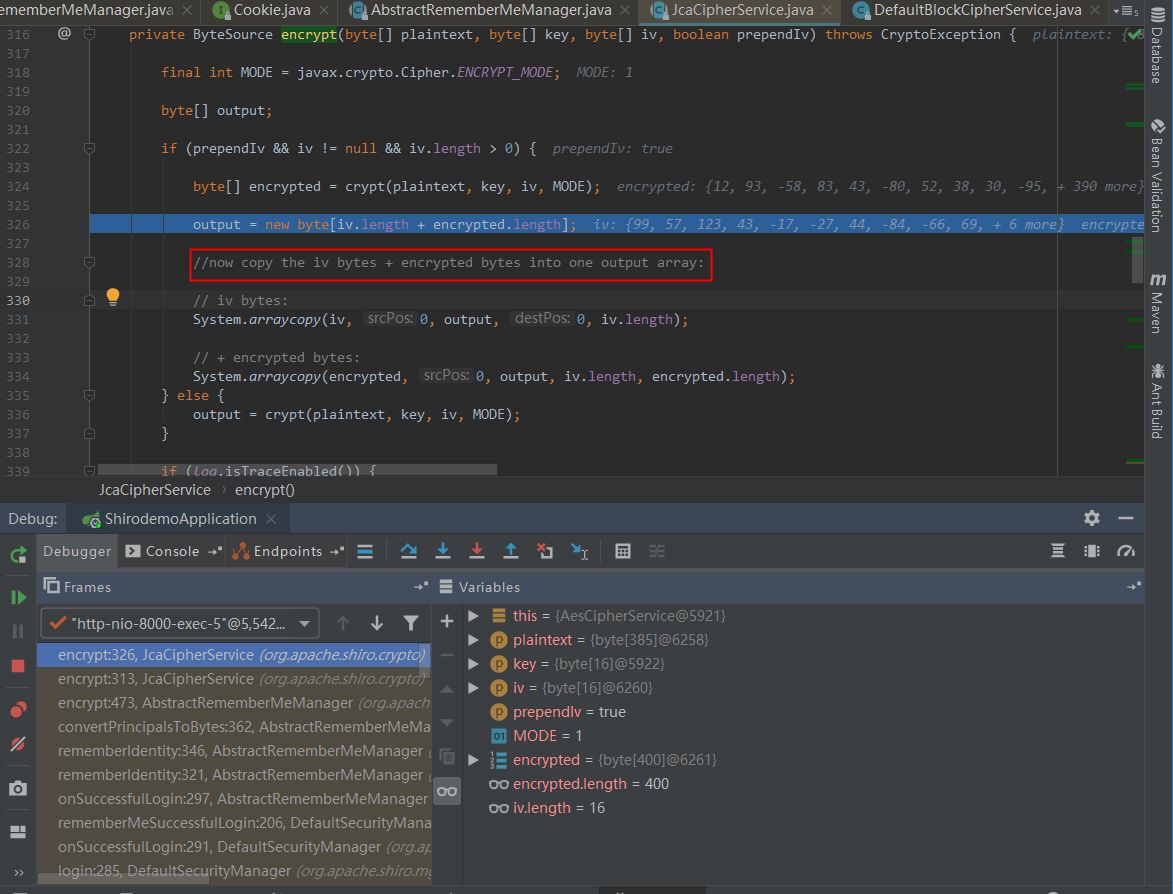 ememberMeManager.java Cookie.java AbstractRememberMeManager.java JcaCipherService.java DefaultBlockCipherService.java 5
316 @ private ByteSource encrypt(byte[] plaintext, byte[] key, byte[] iv, boolean prependIv) throws CryptoException { plaintext: {
317
318 final int MODE = javax.crypto.Cipher.ENCRYPT_MODE; MODE: 1
319
320 byte[] output;
321
322 if (prependIv && iv != null && iv.length > 0) { prependIv: true
323
324 byte[] encrypted = crypt(plaintext, key, iv, MODE); encrypted: {12, 93, -58, 83, 43, -80, 52, 38, 30, -95, + 390 more}
325
326 output = new byte[iv.length + encrypted.length]; iv: {99, 57, 123, 43, -17, -27, 44, -84, -66, 69, + 6 more} encrypte
327
328 //now copy the iv bytes + encrypted bytes into one output array:
329
330 // iv bytes:
331 System.arraycopy(iv, srcPos: 0, output, destPos: 0, iv.length);
332
333 // + encrypted bytes:
334 System.arraycopy(encrypted, srcPos: 0, output, iv.length, encrypted.length);
335 } else {
336 output = crypt(plaintext, key, iv, MODE);
337 }
338
339 if (log.isTraceEnabled()) {
JcaCipherService › encrypt()
Database
Bean Validation
m Maven
Ant Build
Debug: ShirodemoApplication
Debugger Console Endpoints
Frames
"http-nio-8000-exec-5"@5,542...
encrypt:326, JcaCipherService (org.apache.shiro.crypto)
encrypt:313, JcaCipherService (org.apache.shiro.crypto)
encrypt:473, AbstractRememberMeManager (org.apach
convertPrincipalsToBytes:362, AbstractRememberMeMa
rememberIdentity:346, AbstractRememberMeManager (
rememberIdentity:321, AbstractRememberMeManager (
onSuccessfulLogin:297, AbstractRememberMeManager
rememberMeSuccessfulLogin:206, DefaultSecurityMana
onSuccessfulLogin:291, DefaultSecurityManager (org.ap
login:285, DefaultSecurityManager (org.apache.shiro.mg
Variables
this = {AesCipherService@5921}
plaintext = {byte[385]@6258}
key = {byte[16]@5922}
iv = {byte[16]@6260}
prependIv = true
MODE = 1
encrypted = {byte[400]@6261}
encrypted.length = 400
iv.length = 16